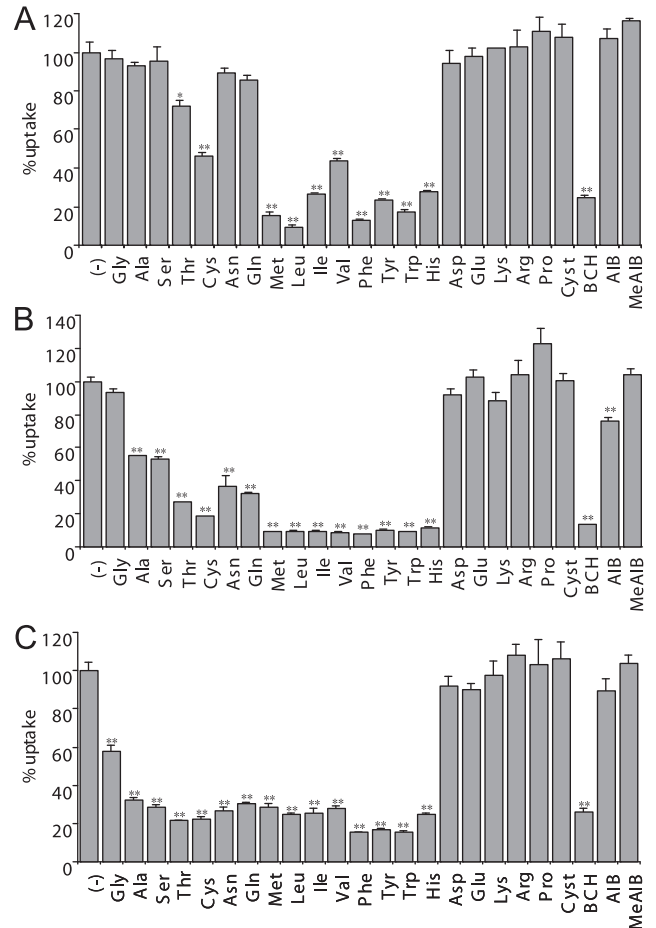 A
%uptake
120
100
80
60
40
20
0
* ** ** ** ** ** ** ** ** ** **
(-) Gly Ala Ser Thr Cys Asn Gln Met Leu Ile Val Phe Tyr Trp His Asp Glu Lys Arg Pro Cyst BCH AIB MeAIB
B
%uptake
140
120
100
80
60
40
20
0
** ** ** ** ** ** ** ** ** ** ** ** ** ** ** **
(-) Gly Ala Ser Thr Cys Asn Gln Met Leu Ile Val Phe Tyr Trp His Asp Glu Lys Arg Pro Cyst BCH AIB MeAIB
C
%uptake
120
100
80
60
40
20
0
** ** ** ** ** ** ** ** ** ** ** ** ** ** ** **
(-) Gly Ala Ser Thr Cys Asn Gln Met Leu Ile Val Phe Tyr Trp His Asp Glu Lys Arg Pro Cyst BCH AIB MeAIB